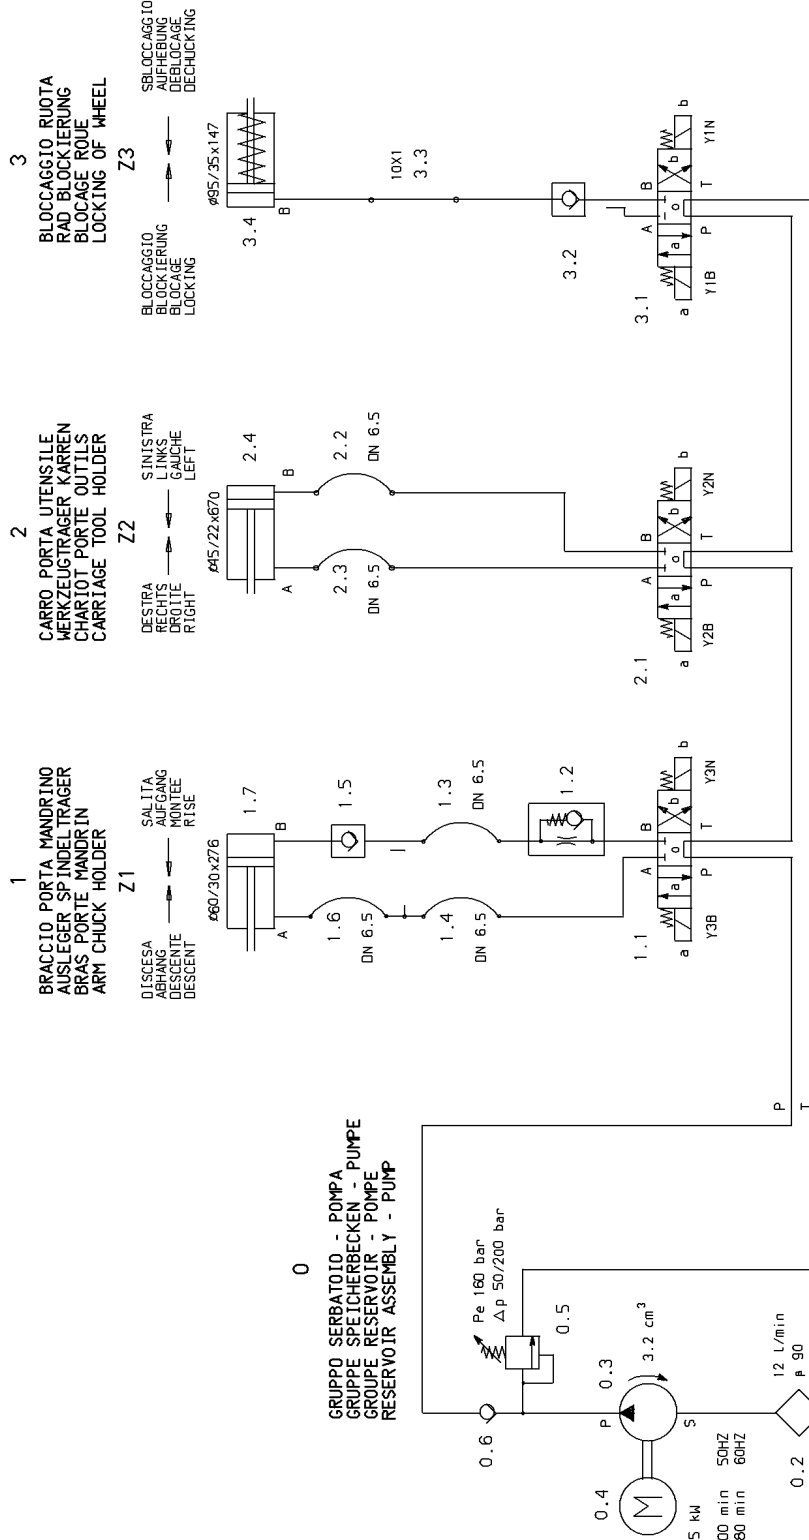 0
GRUPPO SERBATOIO - POMPA
GRUPPE SPEICHERBECKEN - PUMPE
GROUPE RESERVOIR - POMPE
RESERVOIR ASSEMBLY - PUMP
0.6
Pe 160 bar
Δp 50/200 bar
0.5
0.4
M
P
S
0.3
3.2 cm³
50HZ
60HZ
0.2
12 L/min
P
T
1
BRACCIO PORTA MANDRINO
AUSLEGER SPINDELTRAGER
BRAS PORTE MANDRIN
ARM CHUCK HOLDER
Z1
DISCESA
ABHANG
DESCENTE
DESCENT
SALITA
AUFGANG
MONTEE
RISE
ø60/30x276
1.7
A
B
1.6
DN 6.5
1.5
1.4
DN 6.5
1.3
DN 6.5
1.2
1.1
A
B
a
a
o
b
b
Y3B
P
T
Y3N
2
CARRO PORTA UTENSILE
WERKZEUGTRAGER KARREN
CHARIOT PORTE OUTILS
CARRIAGE TOOL HOLDER
Z2
DESTRA
RECHTS
DROITE
RIGHT
SINISTRA
LINKS
GAUCHE
LEFT
ø45/22x670
2.4
A
B
2.3
DN 6.5
2.2
DN 6.5
2.1
A
B
a
a
o
b
b
Y2B
P
T
Y2N
3
BLOCCAGGIO RUOTA
RAD BLOCKIERUNG
BLOCAGE ROUE
LOCKING OF WHEEL
Z3
BLOCCAGGIO
BLOCKIERUNG
BLOCAGE
LOCKING
SBLOCCAGGIO
AUFHEBUNG
DEBLOCAGE
DECHUCKING
ø95/35x147
3.4
B
10X1
3.3
3.2
3.1
A
B
a
a
o
b
b
Y1B
P
T
Y1N